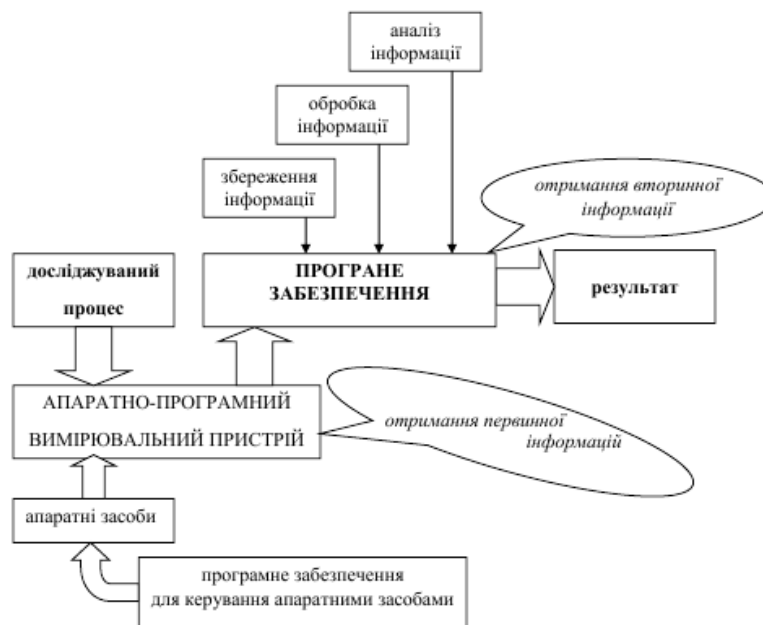 аналіз
інформації
обробка
інформації
збереження
інформації
отримання вторинної
інформації
досліджуваний
процес
ПРОГРАНЕ
ЗАБЕЗПЕЧЕННЯ
результат
АПАРАТНО-ПРОГРАМНИЙ
ВИМІРЮВАЛЬНИЙ ПРИСТРІЙ
отримання первинної
інформацій
апаратні засоби
програмне забезпечення
для керування апаратними засобами